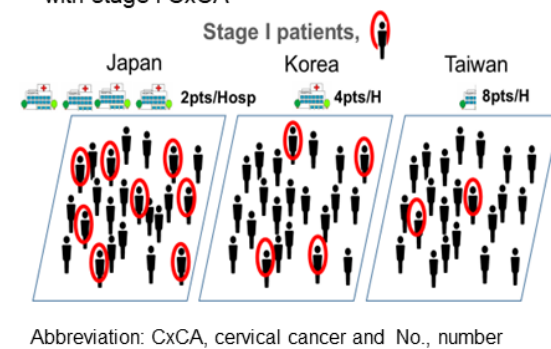 with stage I CxCA
Stage I patients,
Japan Korea Taiwan
2pts/Hosp 4pts/H 8pts/H
Abbreviation: CxCA, cervical cancer and No., number